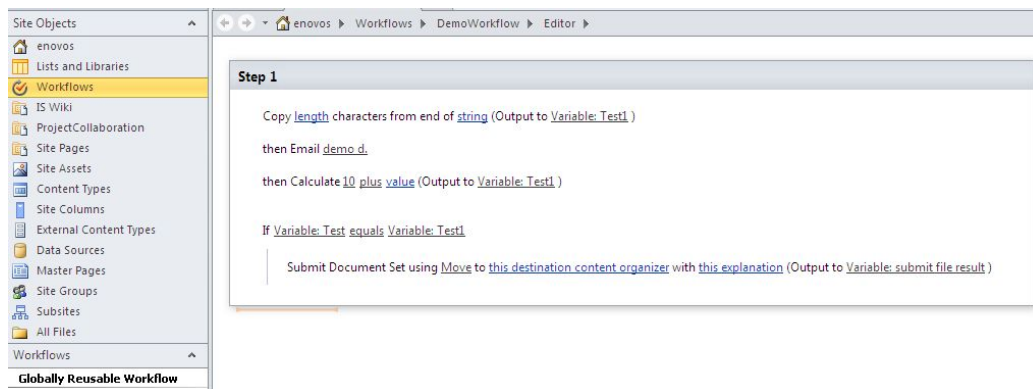 Site Objects
enovos
Lists and Libraries
Workflows
IS Wiki
ProjectCollaboration
Site Pages
Site Assets
Content Types
Site Columns
External Content Types
Data Sources
Master Pages
Site Groups
Subsites
All Files
Workflows
Globally Reusable Workflow
enovos Workflows DemoWorkflow Editor
Step 1
Copy length characters from end of string (Output to Variable: Test1 )
then Email demo d.
then Calculate 10 plus value (Output to Variable: Test1 )
If Variable: Test equals Variable: Test1
Submit Document Set using Move to this destination content organizer with this explanation (Output to Variable: submit file result )